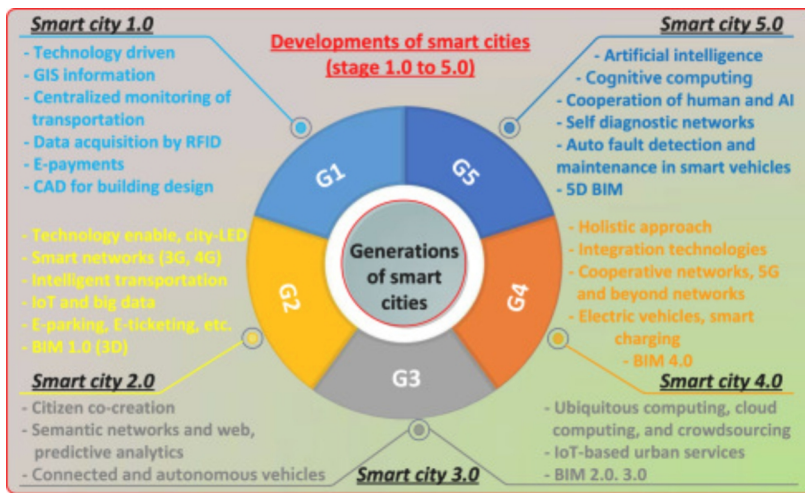 Smart city 1.0
- Technology driven
- GIS information
- Centralized monitoring of
transportation
- Data acquisition by RFID
- E-payments
- CAD for building design
Developments of smart cities
(stage 1.0 to 5.0)
Smart city 5.0
- Artificial intelligence
- Cognitive computing
- Cooperation of human and AI
- Self diagnostic networks
- Auto fault detection and
maintenance in smart vehicles
- 5D BIM
G1
G5
G2
G4
G3
Generations
of smart
cities
- Technology enable, city-LED
- Smart networks (3G, 4G)
- Intelligent transportation
- IoT and big data
- E-parking, E-ticketing, etc.
- BIM 1.0 (3D)
Smart city 2.0
- Holistic approach
- Integration technologies
- Cooperative networks, 5G
and beyond networks
- Electric vehicles, smart
charging
- BIM 4.0
Smart city 4.0
- Citizen co-creation
- Semantic networks and web,
predictive analytics
- Connected and autonomous vehicles
Smart city 3.0
- Ubiquitous computing, cloud
computing, and crowdsourcing
- IoT-based urban services
- BIM 2.0. 3.0